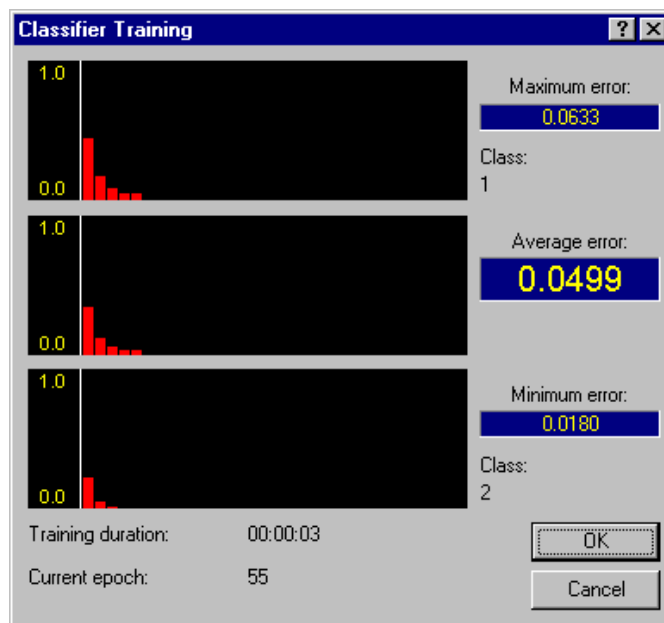 Classifier Training
1.0
0.0
Maximum error:
0.0633
Class:
1
1.0
0.0
Average error:
0.0499
1.0
0.0
Minimum error:
0.0180
Class:
2
Training duration: 00:00:03
Current epoch: 55
OK
Cancel